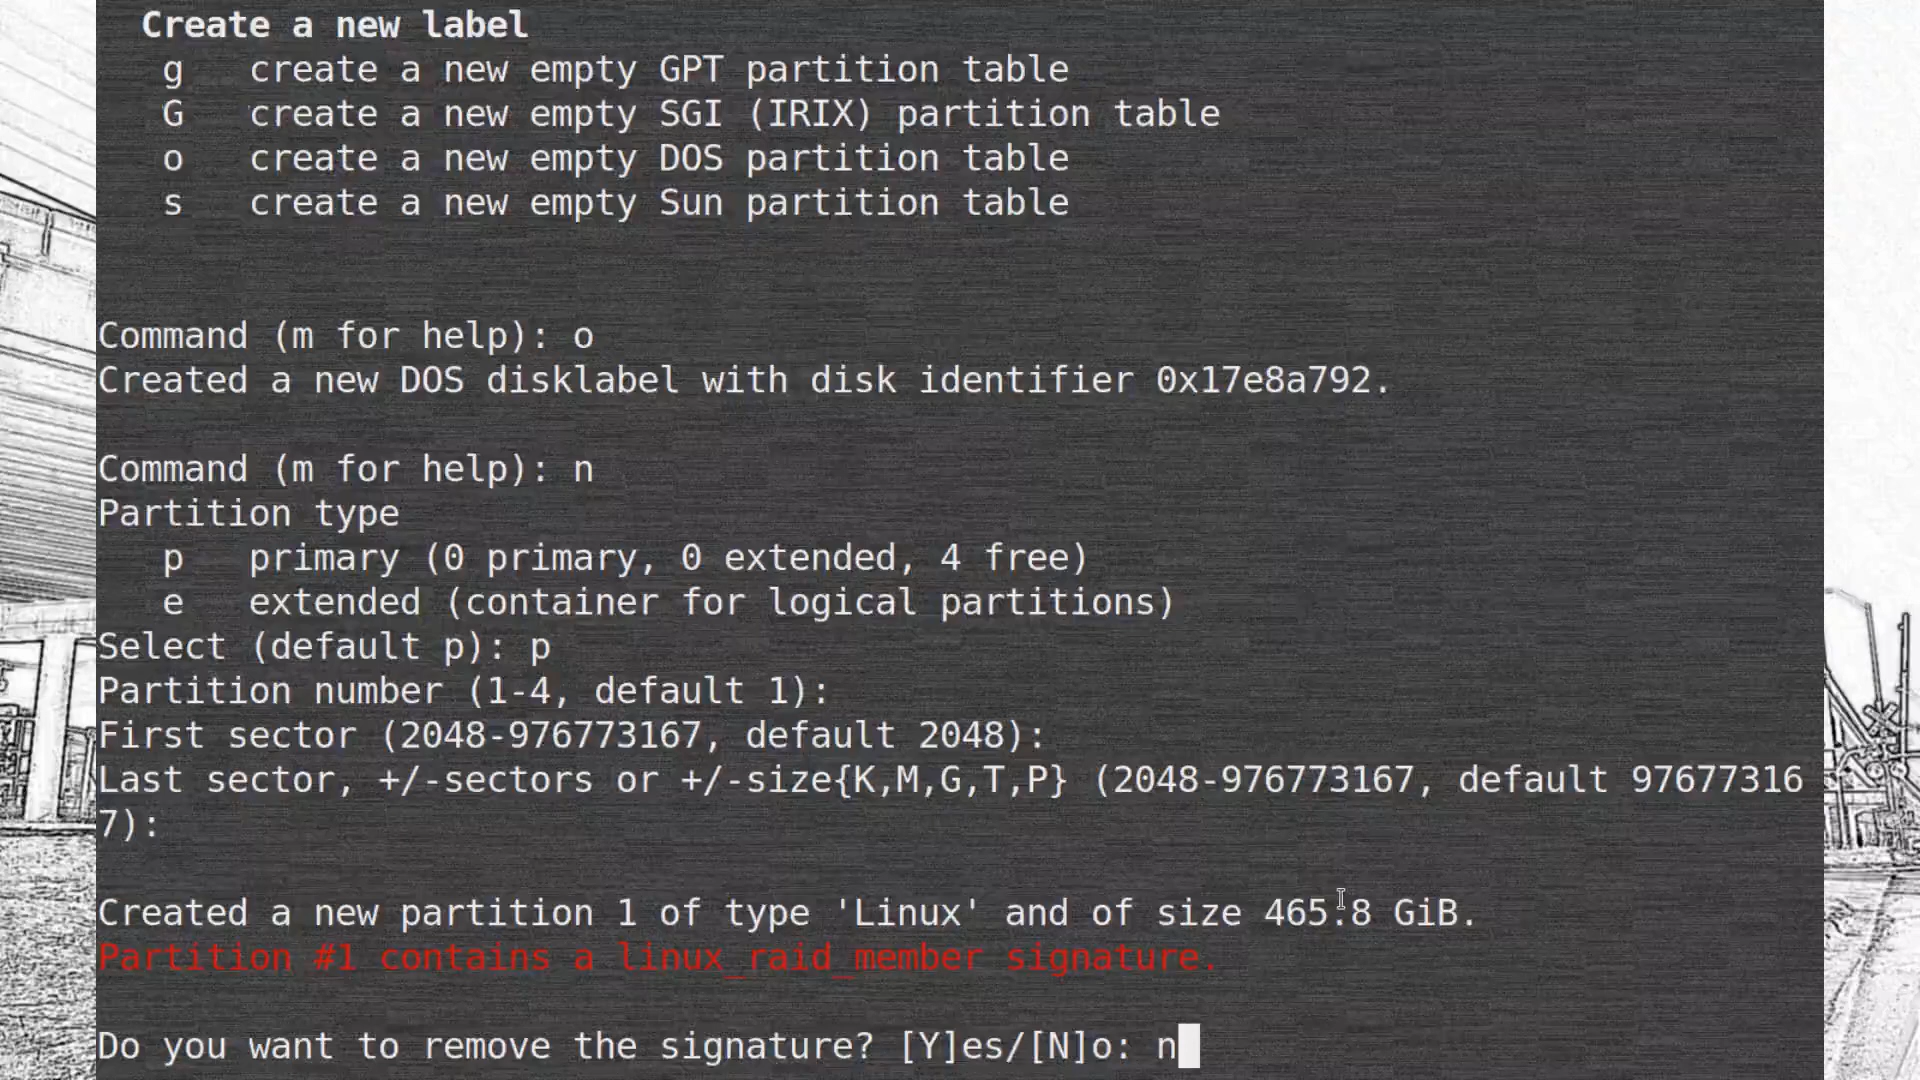 Create a new label
g create a new empty GPT partition table
G create a new empty SGI (IRIX) partition table
o create a new empty DOS partition table
s create a new empty Sun partition table
Command (m for help): o
Created a new DOS disklabel with disk identifier 0x17e8a792.
Command (m for help): n
Partition type
p primary (0 primary, 0 extended, 4 free)
e extended (container for logical partitions)
Select (default p): p
Partition number (1-4, default 1):
First sector (2048-976773167, default 2048):
Last sector, +/-sectors or +/-size{K,M,G,T,P} (2048-976773167, default 97677316
7):
Created a new partition 1 of type 'Linux' and of size 465.8 GiB.
Partition #1 contains a linux_raid_member signature.
Do you want to remove the signature? [Y]es/[N]o: n